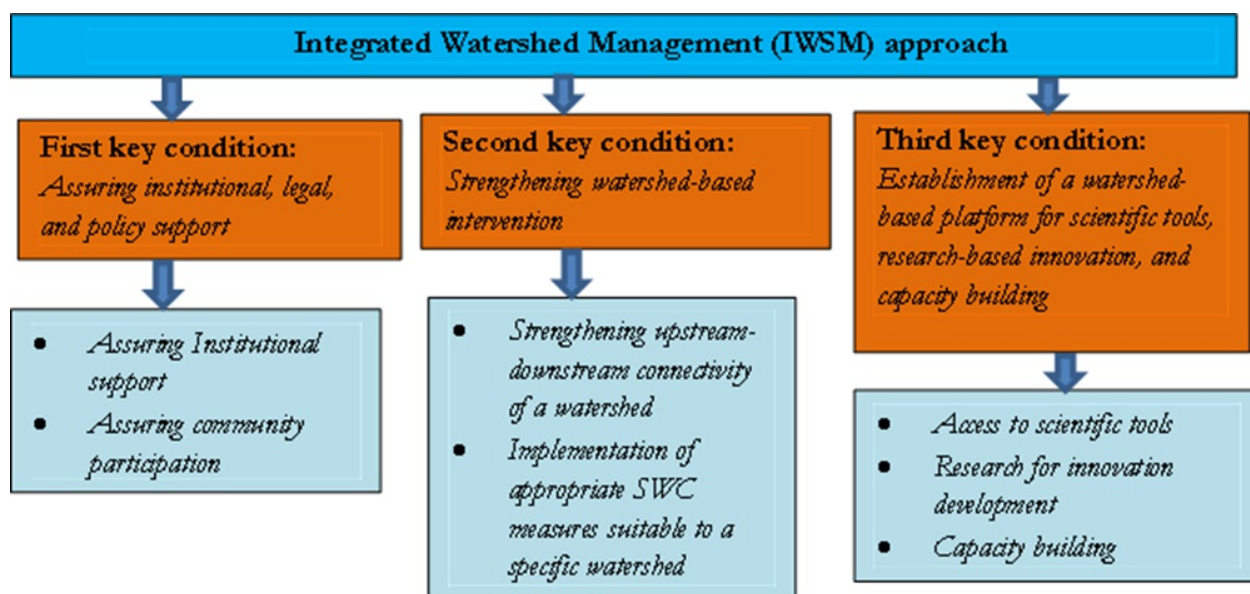 Integrated Watershed Management (IWSM) approach
First key condition:
Assuring institutional, legal,
and policy support
Second key condition:
Strengthening watershed-based
intervention
Third key condition:
Establishment of a watershed-
based platform for scientific tools,
research-based innovation, and
capacity building
• Assuring Institutional
support
• Assuring community
participation
• Strengthening upstream-
downstream connectivity
of a watershed
• Implementation of
appropriate SWC
measures suitable to a
specific watershed
• Access to scientific tools
• Research for innovation
development
• Capacity building